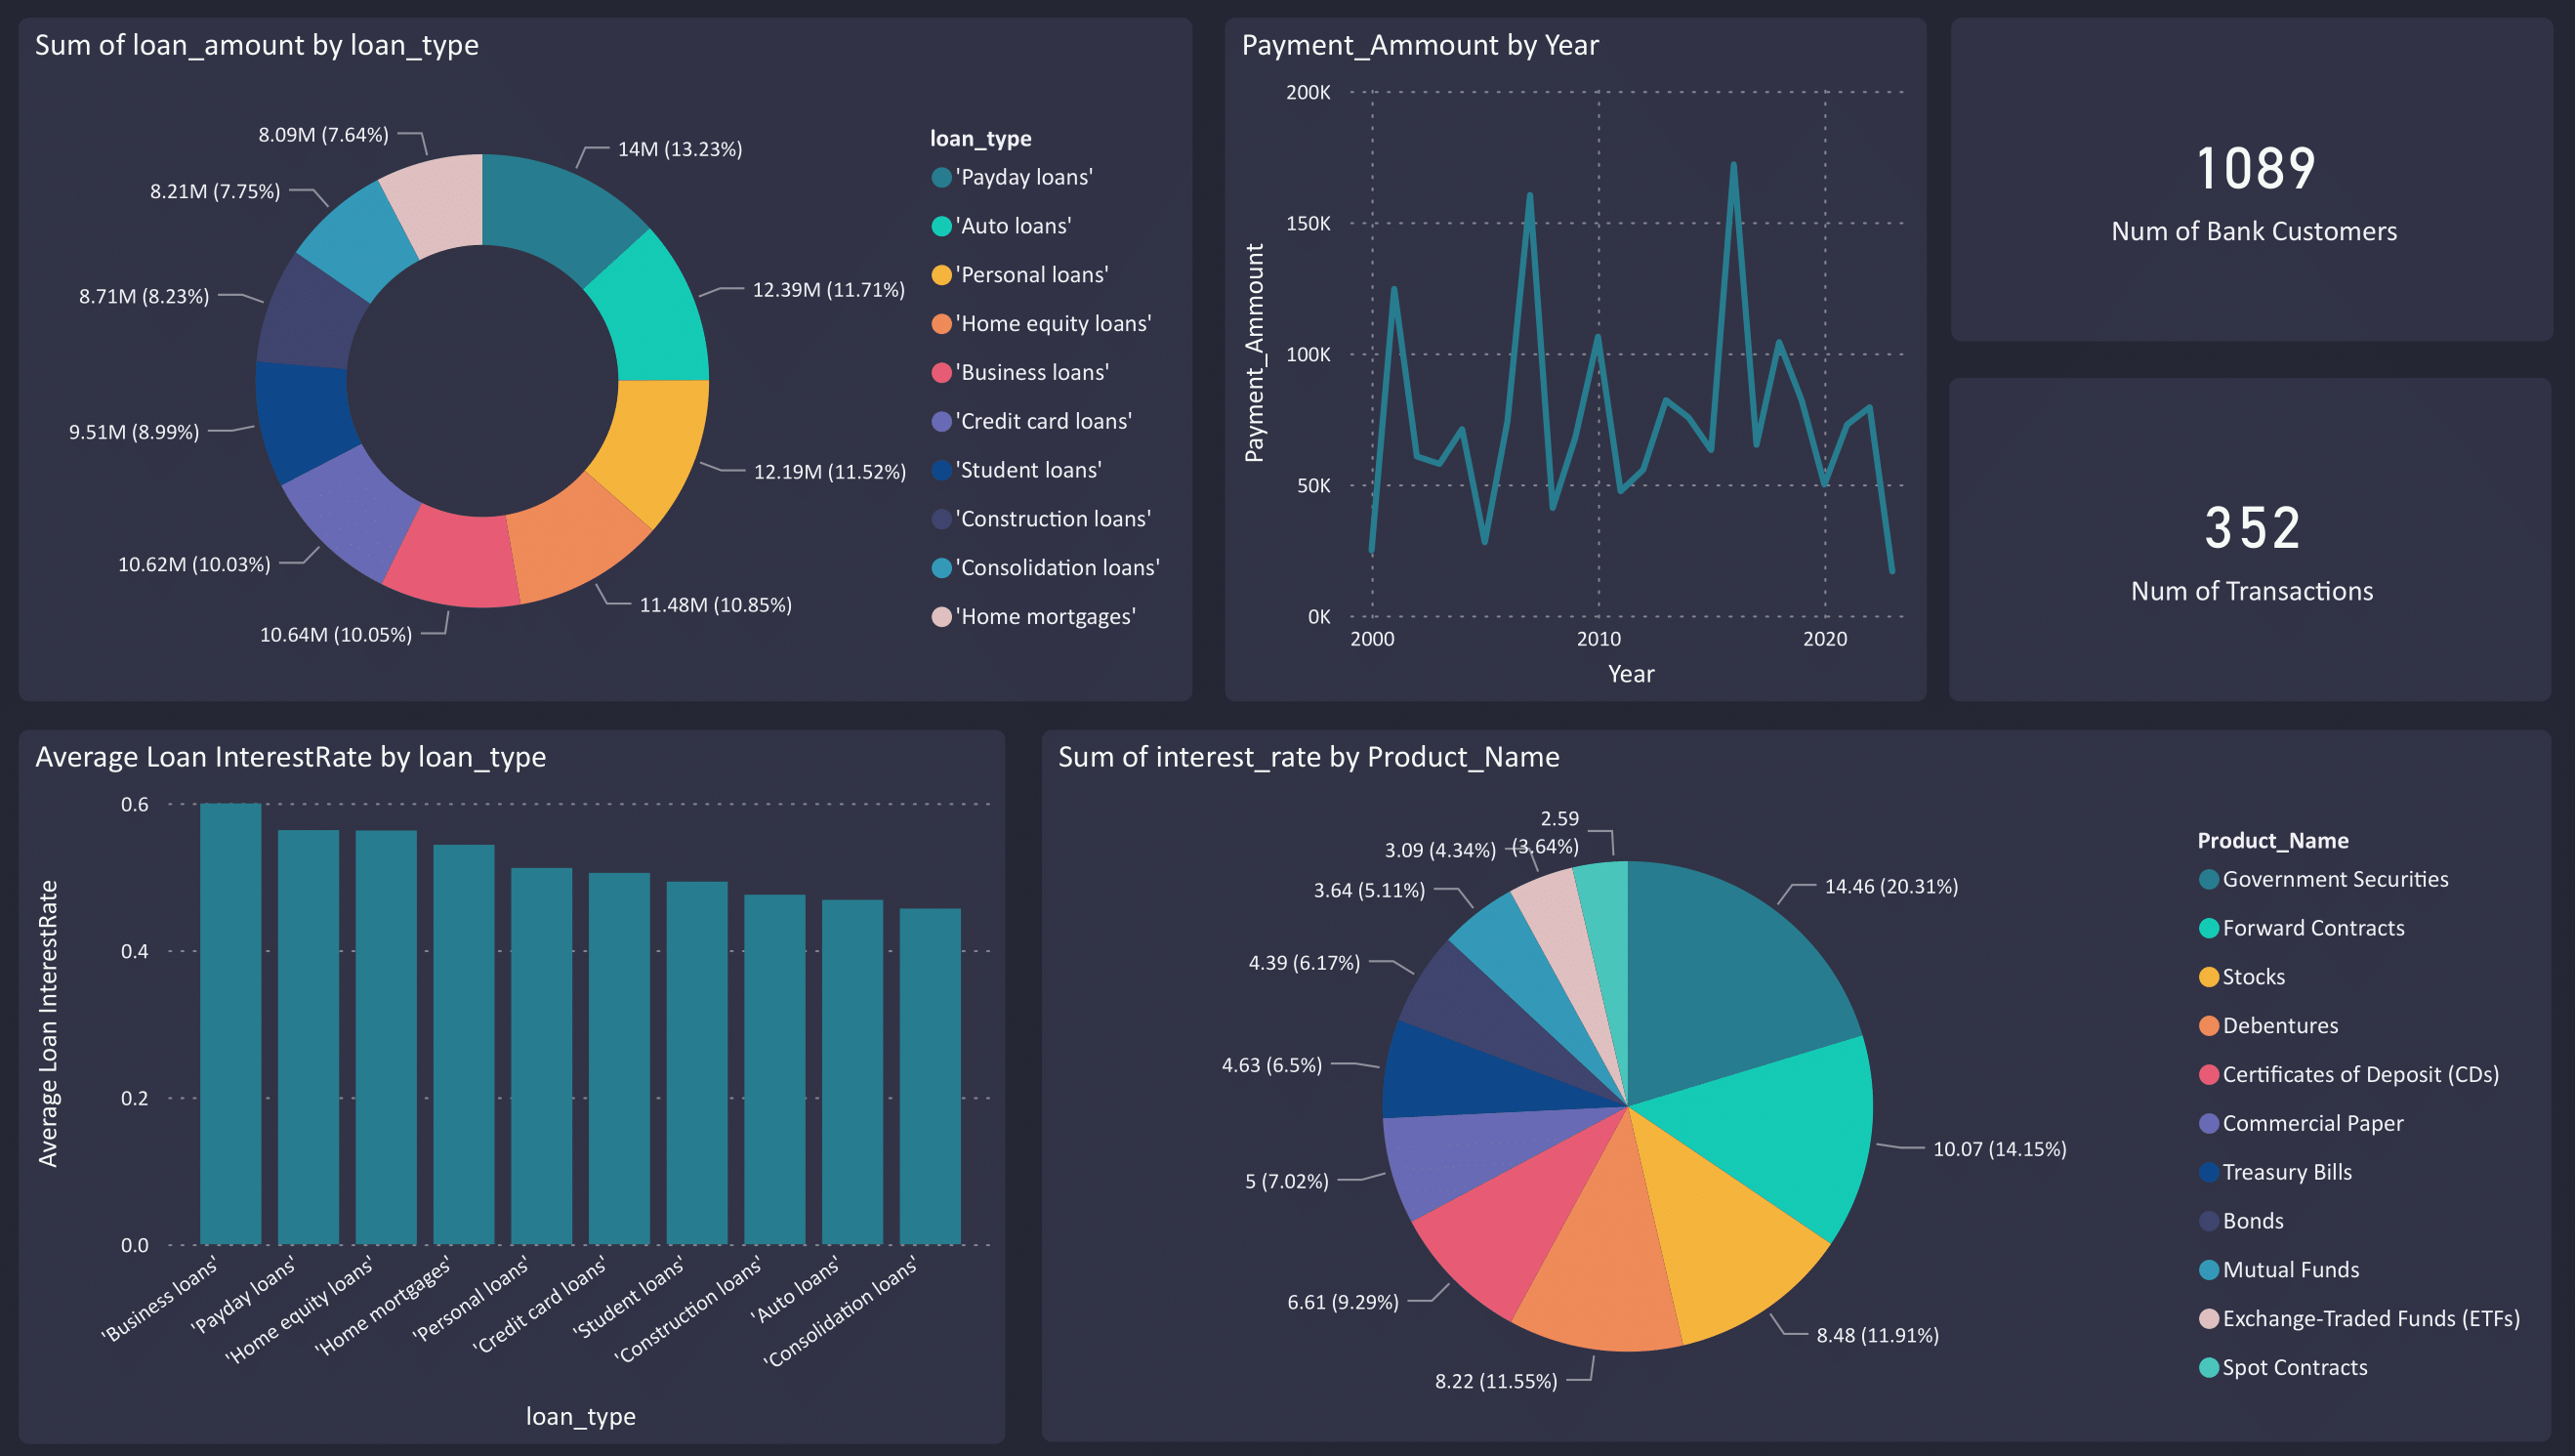 Sum of loan_amount by loan_type
8.09M (7.64%)
14M (13.23%)
8.21M (7.75%)
8.71M (8.23%)
12.39M (11.71%)
9.51M (8.99%)
12.19M (11.52%)
10.62M (10.03%)
11.48M (10.85%)
10.64M (10.05%)
loan_type
'Payday loans'
'Auto loans'
'Personal loans'
'Home equity loans'
'Business loans'
'Credit card loans'
'Student loans'
'Construction loans'
'Consolidation loans'
'Home mortgages'
Payment_Ammount by Year
Payment_Ammount
200K
150K
100K
50K
0K
2000
2010
2020
Year
1089
Num of Bank Customers
352
Num of Transactions
Average Loan InterestRate by loan_type
Average Loan InterestRate
0.6
0.4
0.2
0.0
'Business loans'
'Payday loans'
'Home equity loans'
'Home mortgages'
'Personal loans'
'Credit card loans'
'Student loans'
'Construction loans'
'Auto loans'
'Consolidation loans'
loan_type
Sum of interest_rate by Product_Name
2.59
(3.64%)
3.09 (4.34%)
3.64 (5.11%)
14.46 (20.31%)
4.39 (6.17%)
4.63 (6.5%)
10.07 (14.15%)
5 (7.02%)
6.61 (9.29%)
8.48 (11.91%)
8.22 (11.55%)
Product_Name
Government Securities
Forward Contracts
Stocks
Debentures
Certificates of Deposit (CDs)
Commercial Paper
Treasury Bills
Bonds
Mutual Funds
Exchange-Traded Funds (ETFs)
Spot Contracts